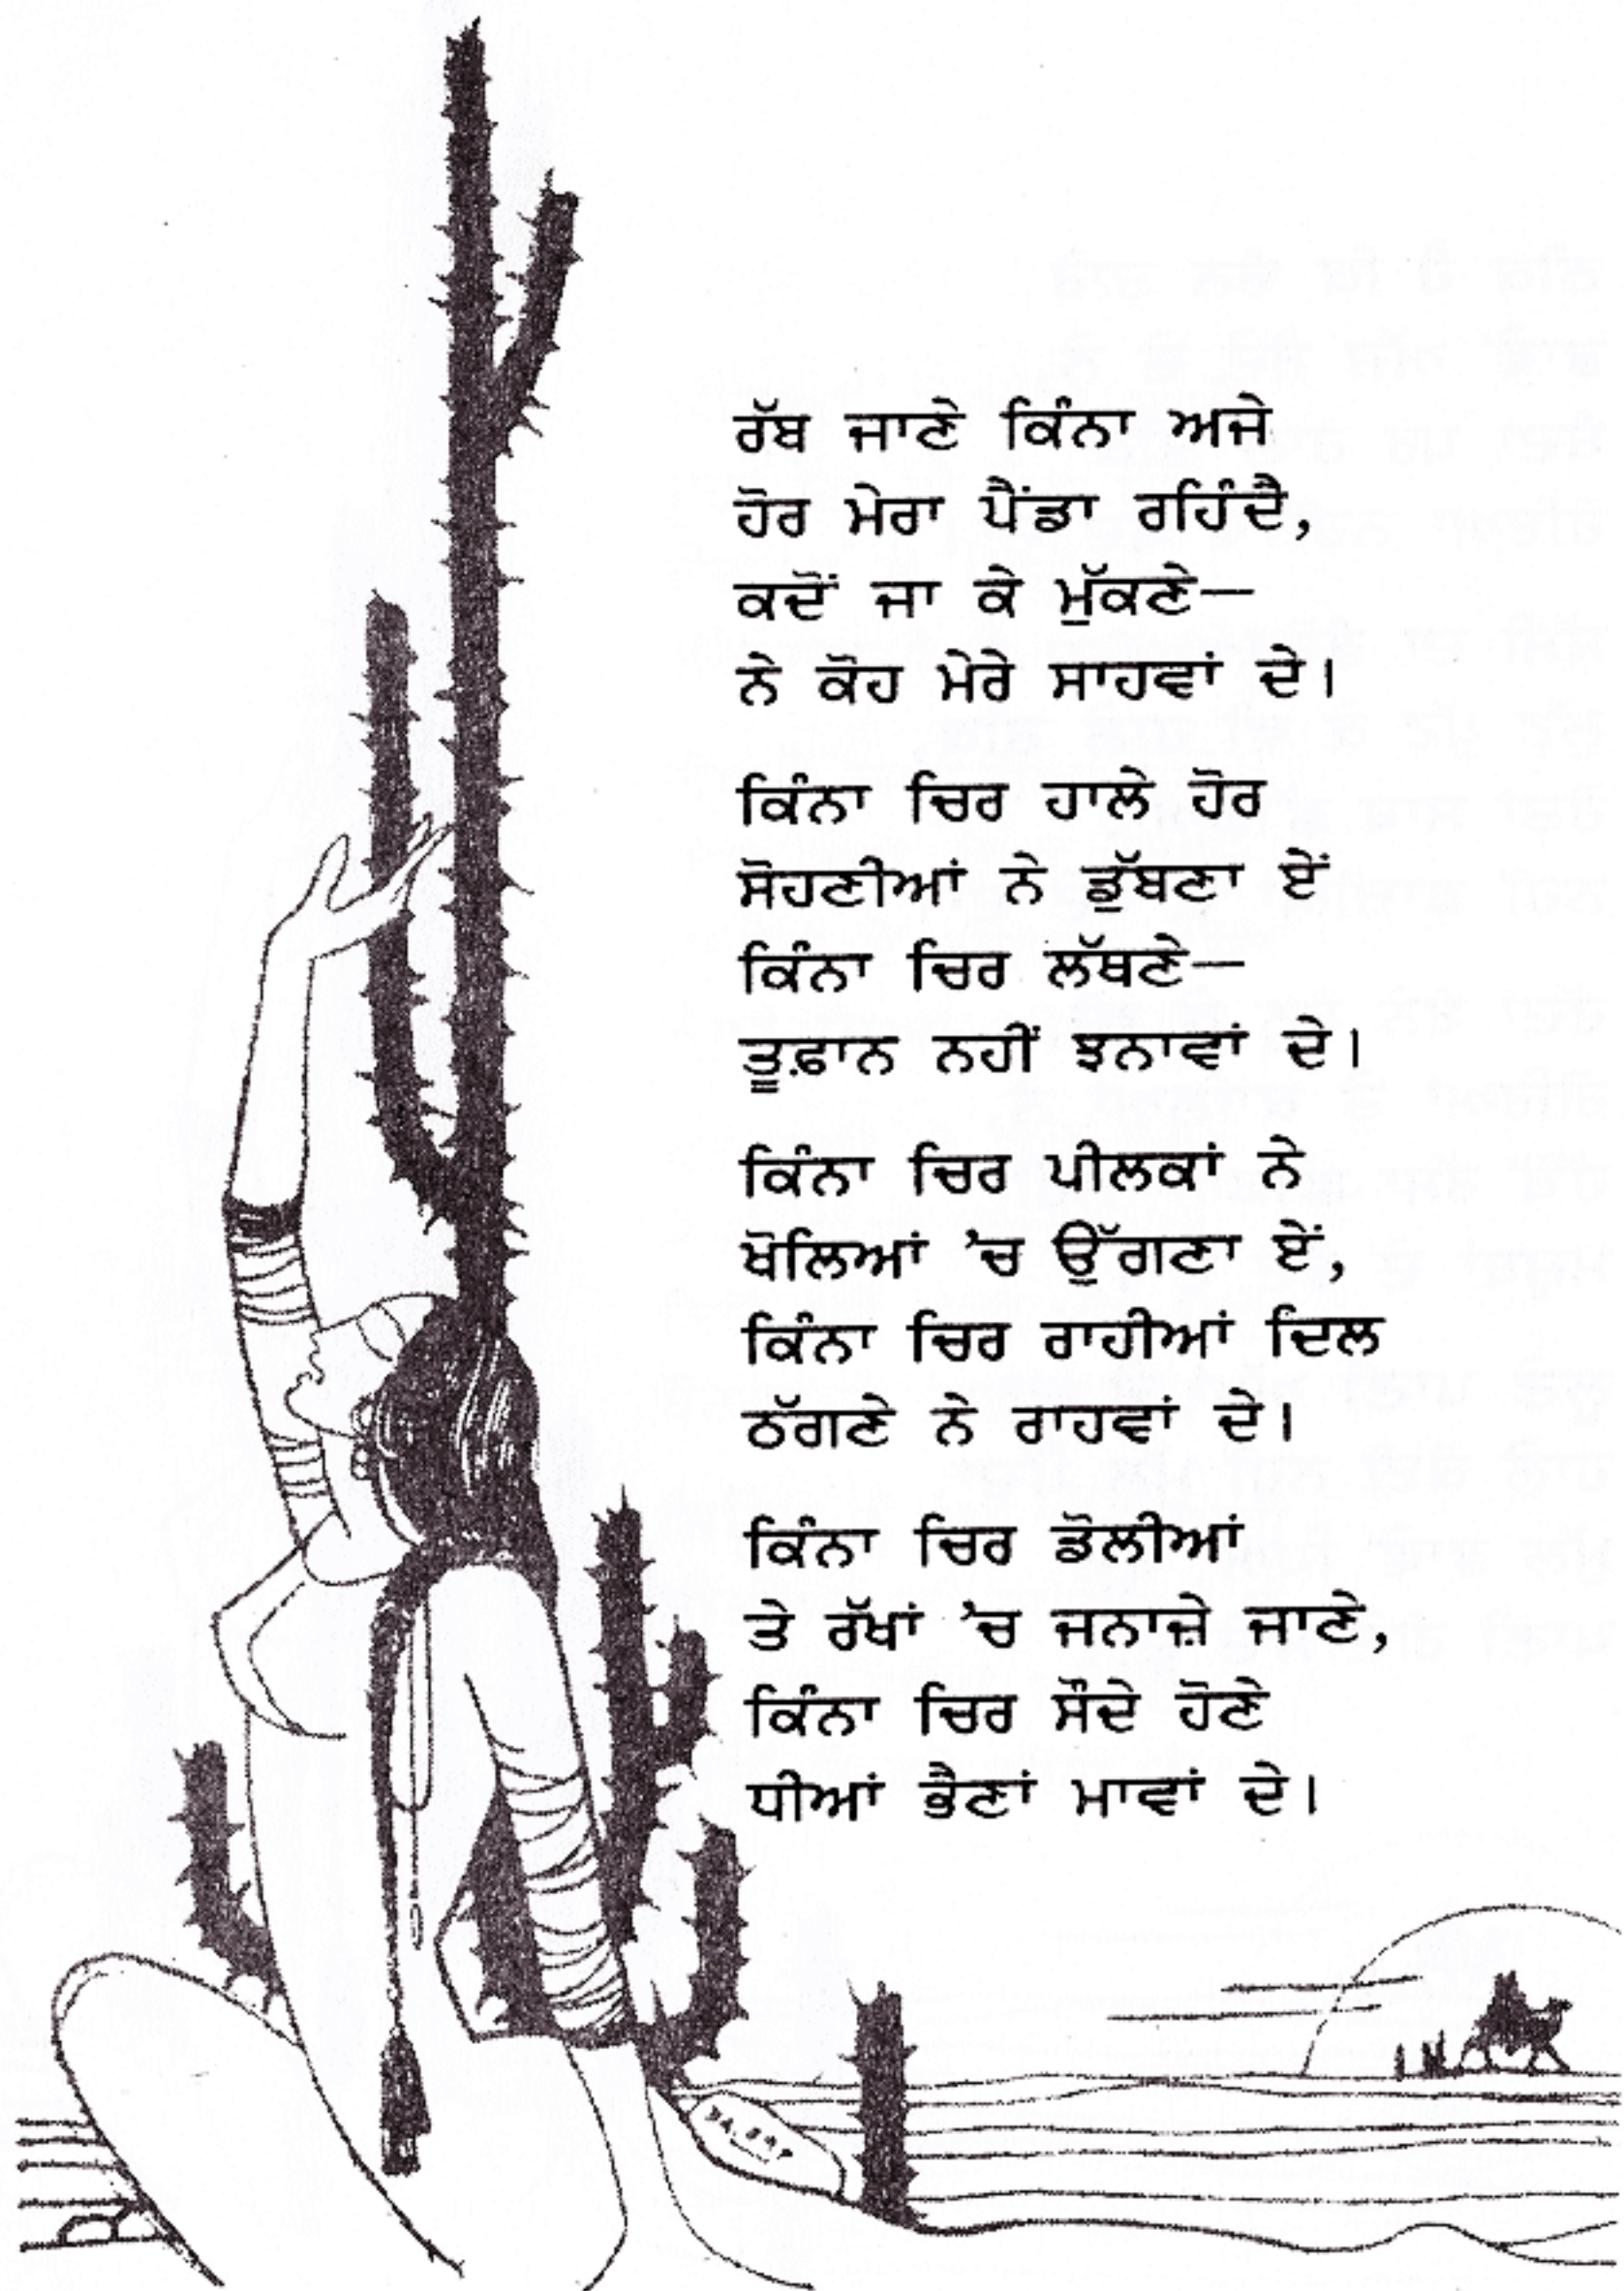 ਰੱਬ ਜਾਣੇ ਕਿੰਨਾ ਅਜੇ
ਹੋਰ ਮੇਰਾ ਪੈਂਡਾ ਰਹਿੰਦੈ,
ਕਦੋਂ ਜਾ ਕੇ ਮੁੱਕਣੇ—
ਨੇ ਕੋਹ ਮੇਰੇ ਸਾਹਵਾਂ ਦੇ।
ਕਿੰਨਾ ਚਿਰ ਹਾਲੇ ਹੋਰ
ਸੋਹਣੀਆਂ ਨੇ ਡੁੱਬਣਾ ਏਂ
ਕਿੰਨਾ ਚਿਰ ਲੱਥਣੇ—
ਤੂਫ਼ਾਨ ਨਹੀਂ ਝਨਾਵਾਂ ਦੇ।
ਕਿੰਨਾ ਚਿਰ ਪੀਲਕਾਂ ਨੇ
ਖੋਲਿਆਂ ’ਚ ਉੱਗਣਾ ਏਂ,
ਕਿੰਨਾ ਚਿਰ ਰਾਹੀਆਂ ਦਿਲ
ਠੱਗਣੇ ਨੇ ਰਾਹਵਾਂ ਦੇ।
ਕਿੰਨਾ ਚਿਰ ਡੋਲੀਆਂ
ਤੇ ਰੱਖਾਂ ’ਚ ਜਨਾਜ਼ੇ ਜਾਣੇ,
ਕਿੰਨਾ ਚਿਰ ਸੌਦੇ ਹੋਣੇ
ਧੀਆਂ ਭੈਣਾਂ ਮਾਵਾਂ ਦੇ।